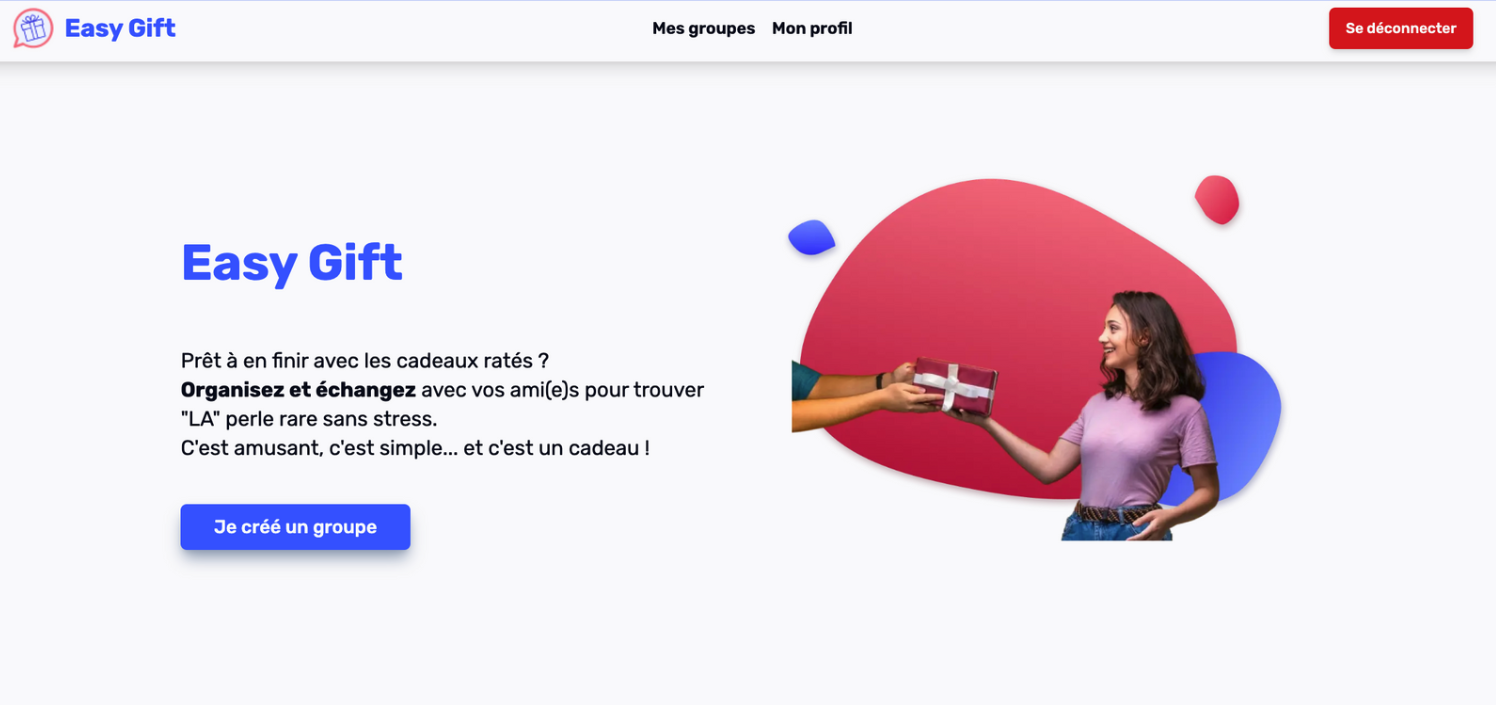 Easy Gift
Mes groupes
Mon profil
Se déconnecter
Easy Gift
Prêt à en finir avec les cadeaux ratés ?
Organisez et échangez avec vos ami(e)s pour trouver
"LA" perle rare sans stress.
C'est amusant, c'est simple... et c'est un cadeau !
Je créé un groupe